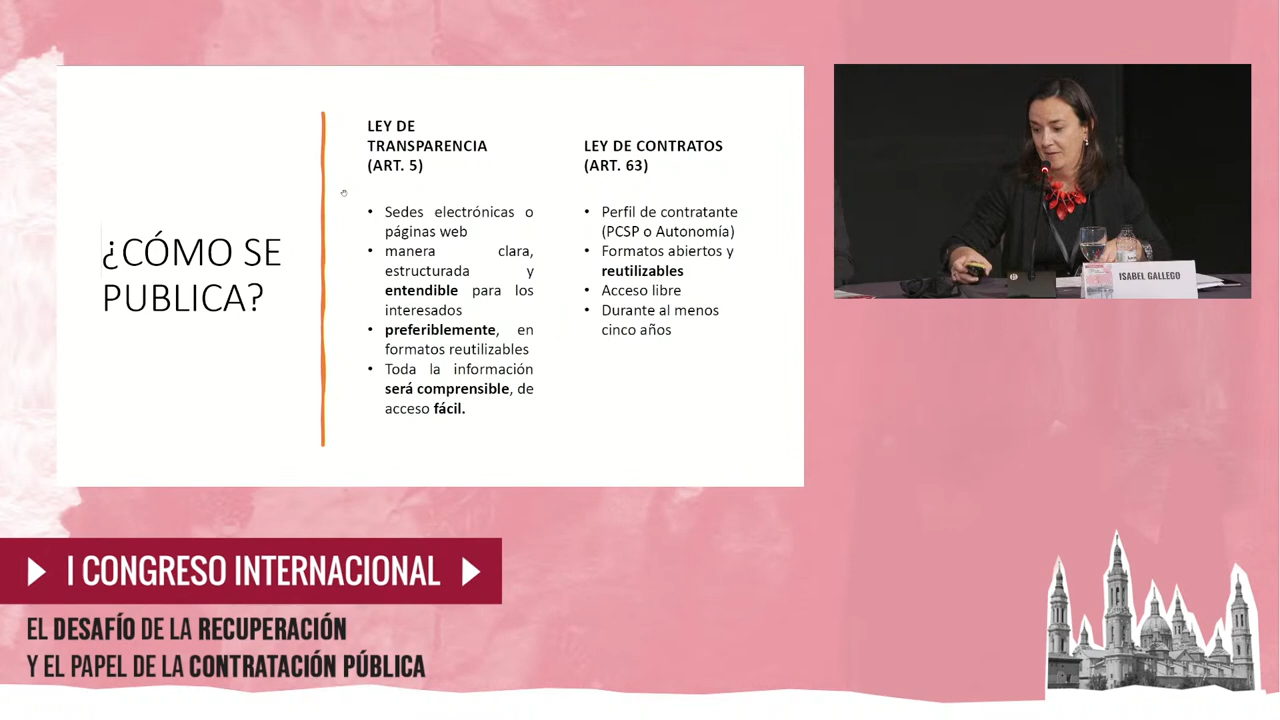 ¿CÓMO SE
PUBLICA?
LEY DE
TRANSPARENCIA
(ART. 5)
• Sedes electrónicas o
páginas web
• manera clara,
estructurada y
entendible para los
interesados
• preferiblemente, en
formatos reutilizables
• Toda la información
será comprensible, de
acceso fácil.
LEY DE CONTRATOS
(ART. 63)
• Perfil de contratante
(PCSP o Autonomía)
• Formatos abiertos y
reutilizables
• Acceso libre
• Durante al menos
cinco años
ISABEL GALLEGO
I CONGRESO INTERNACIONAL
EL DESAFÍO DE LA RECUPERACIÓN
Y EL PAPEL DE LA CONTRATACIÓN PÚBLICA